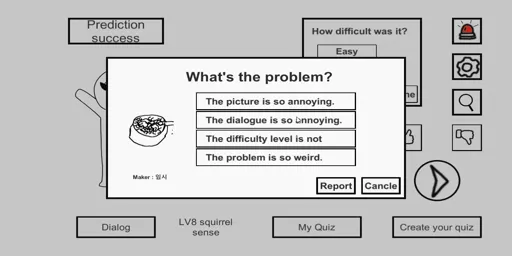 Prediction
success
How difficult was it?
Easy
What's the problem?
The picture is so annoying.
The dialogue is so annoying.
The difficulty level is not
The problem is so weird.
Maker : 임시
Report
Cancle
Dialog
LV8 squirrel
sense
My Quiz
Create your quiz